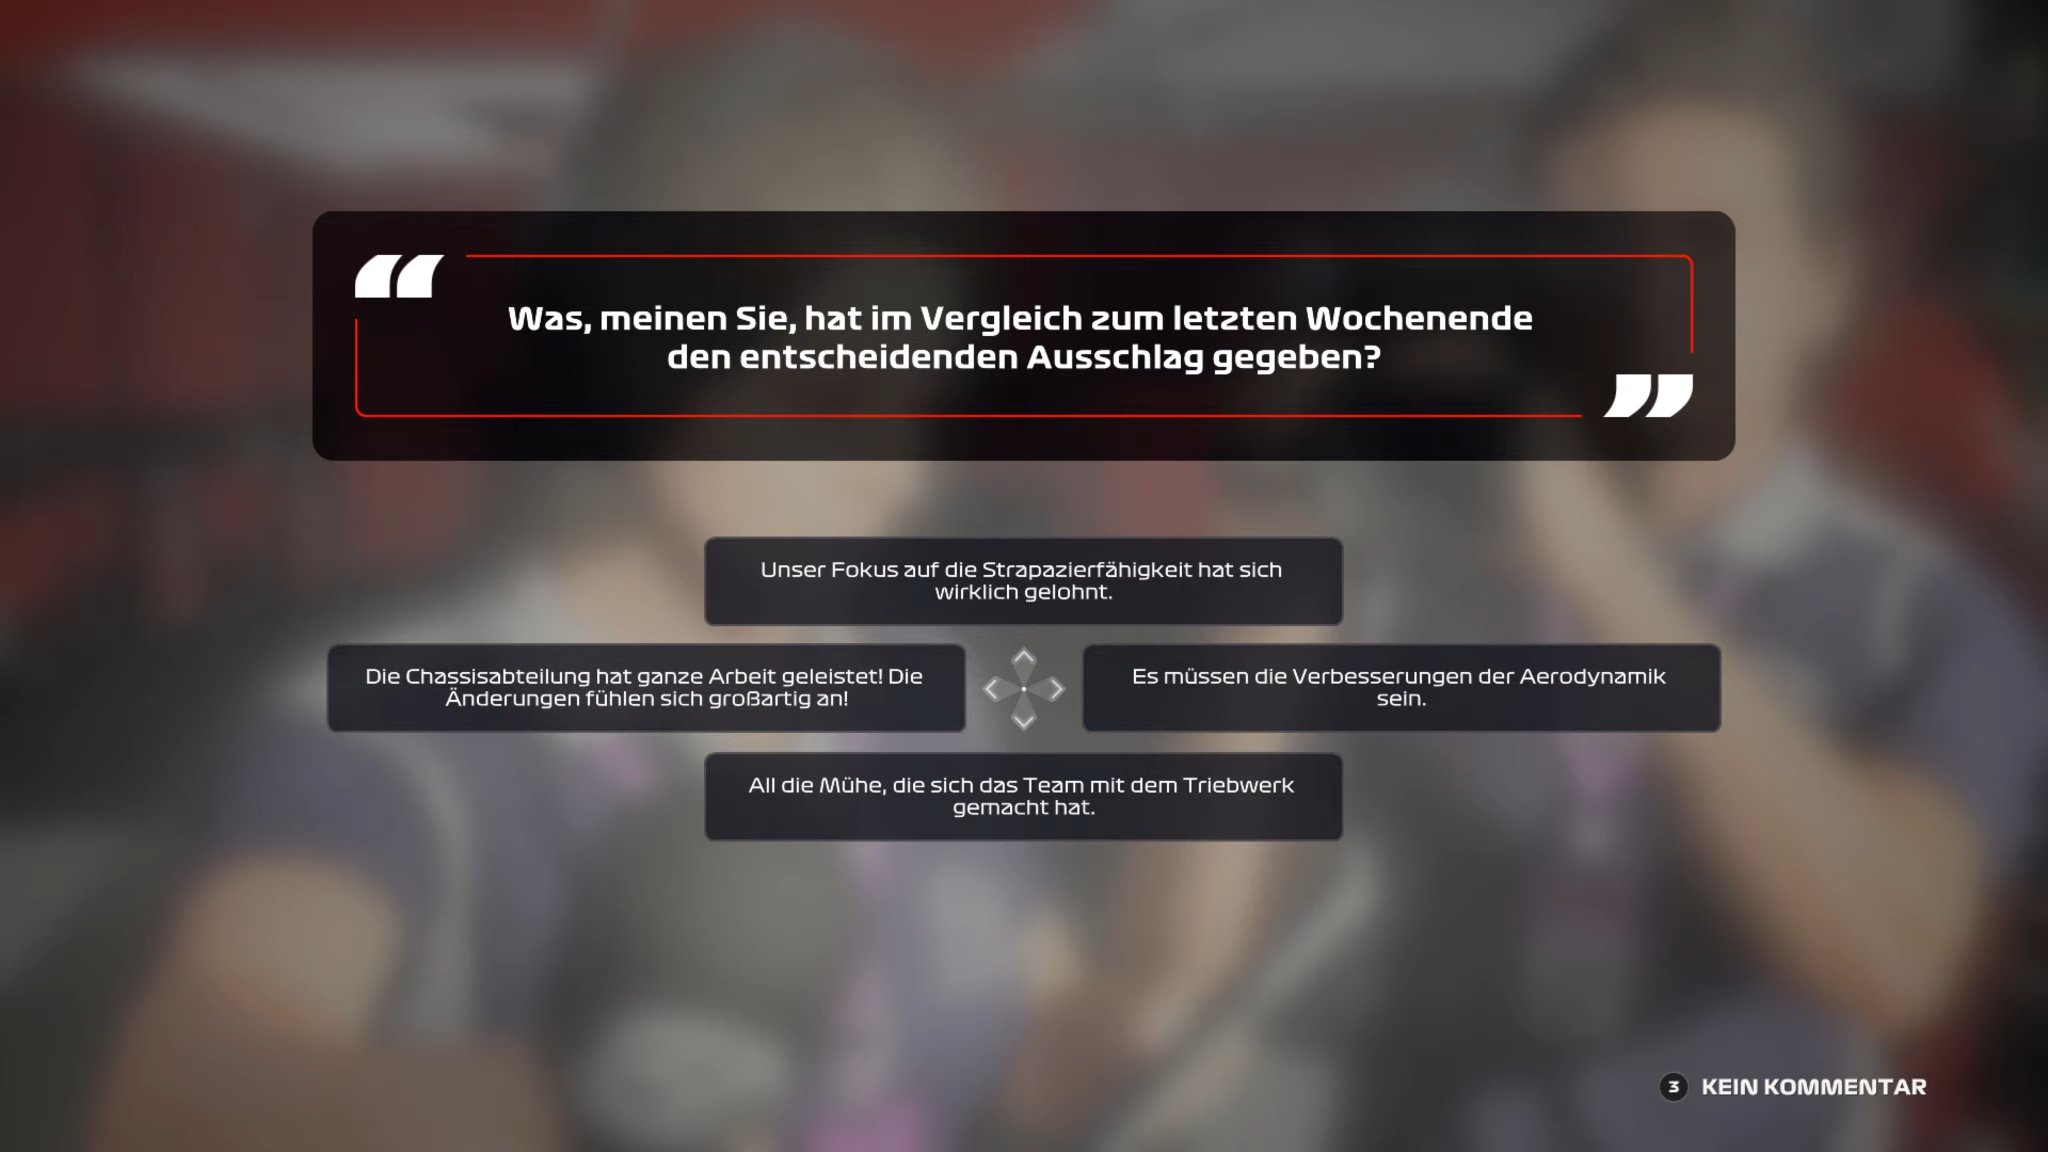 Was, meinen Sie, hat im Vergleich zum letzten Wochenende
den entscheidenden Ausschlag gegeben?
Unser Fokus auf die Strapazierfähigkeit hat sich
wirklich gelohnt.
Die Chassisabteilung hat ganze Arbeit geleistet! Die
Änderungen fühlen sich großartig an!
Es müssen die Verbesserungen der Aerodynamik
sein.
All die Mühe, die sich das Team mit dem Triebwerk
gemacht hat.
3 KEIN KOMMENTAR